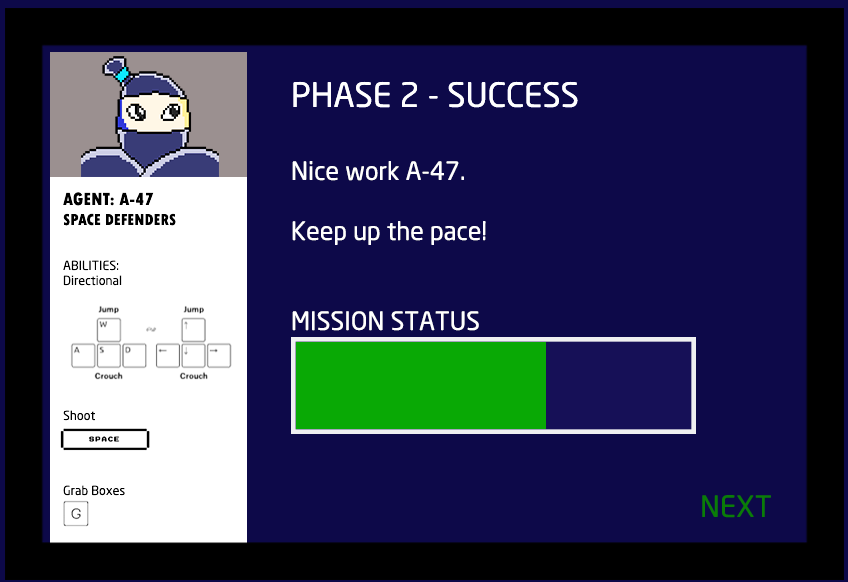 PHASE 2 - SUCCESS
Nice work A-47.
Keep up the pace!
MISSION STATUS
NEXT
AGENT: A-47
SPACE DEFENDERS
ABILITIES:
Directional
Jump Jump
W ↑
A S D ← ↓ →
Crouch Crouch
Shoot
SPACE
Grab Boxes
G